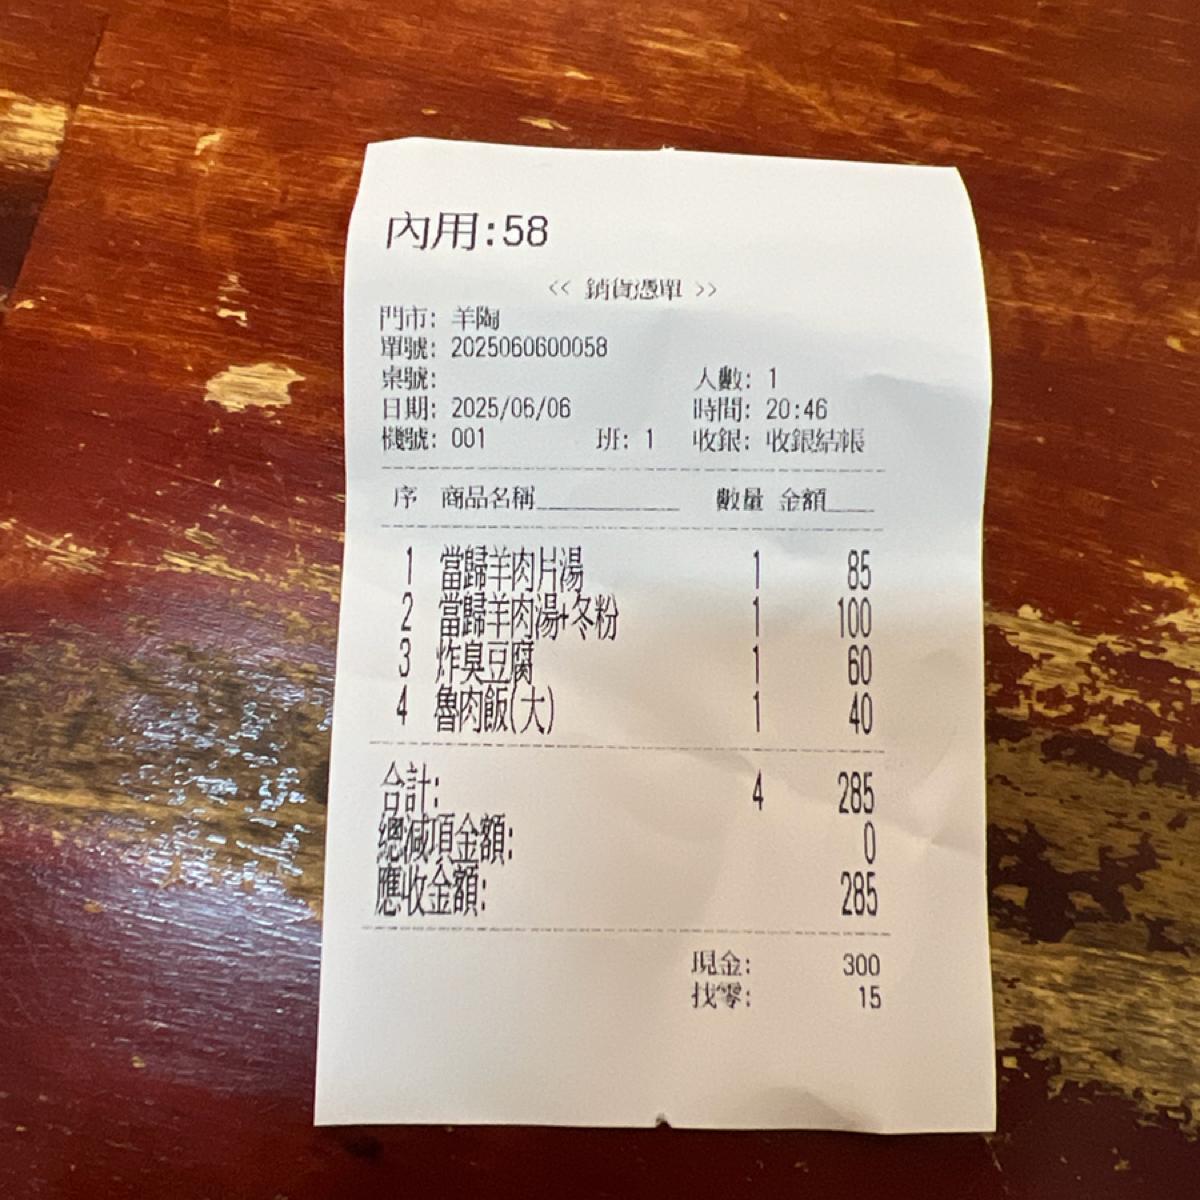 內用:58
<< 銷貨憑單 >>
門市: 羊陶
單號: 2025060600058
桌號: 人數: 1
日期: 2025/06/06 時間: 20:46
機號: 001 班: 1 收銀: 收銀結帳
序 商品名稱 數量 金額
1 當歸羊肉片湯 1 85
2 當歸羊肉湯+冬粉 1 100
3 炸臭豆腐 1 60
4 魯肉飯(大) 1 40
合計: 4 285
總減項金額: 0
應收金額: 285
現金: 300
找零: 15